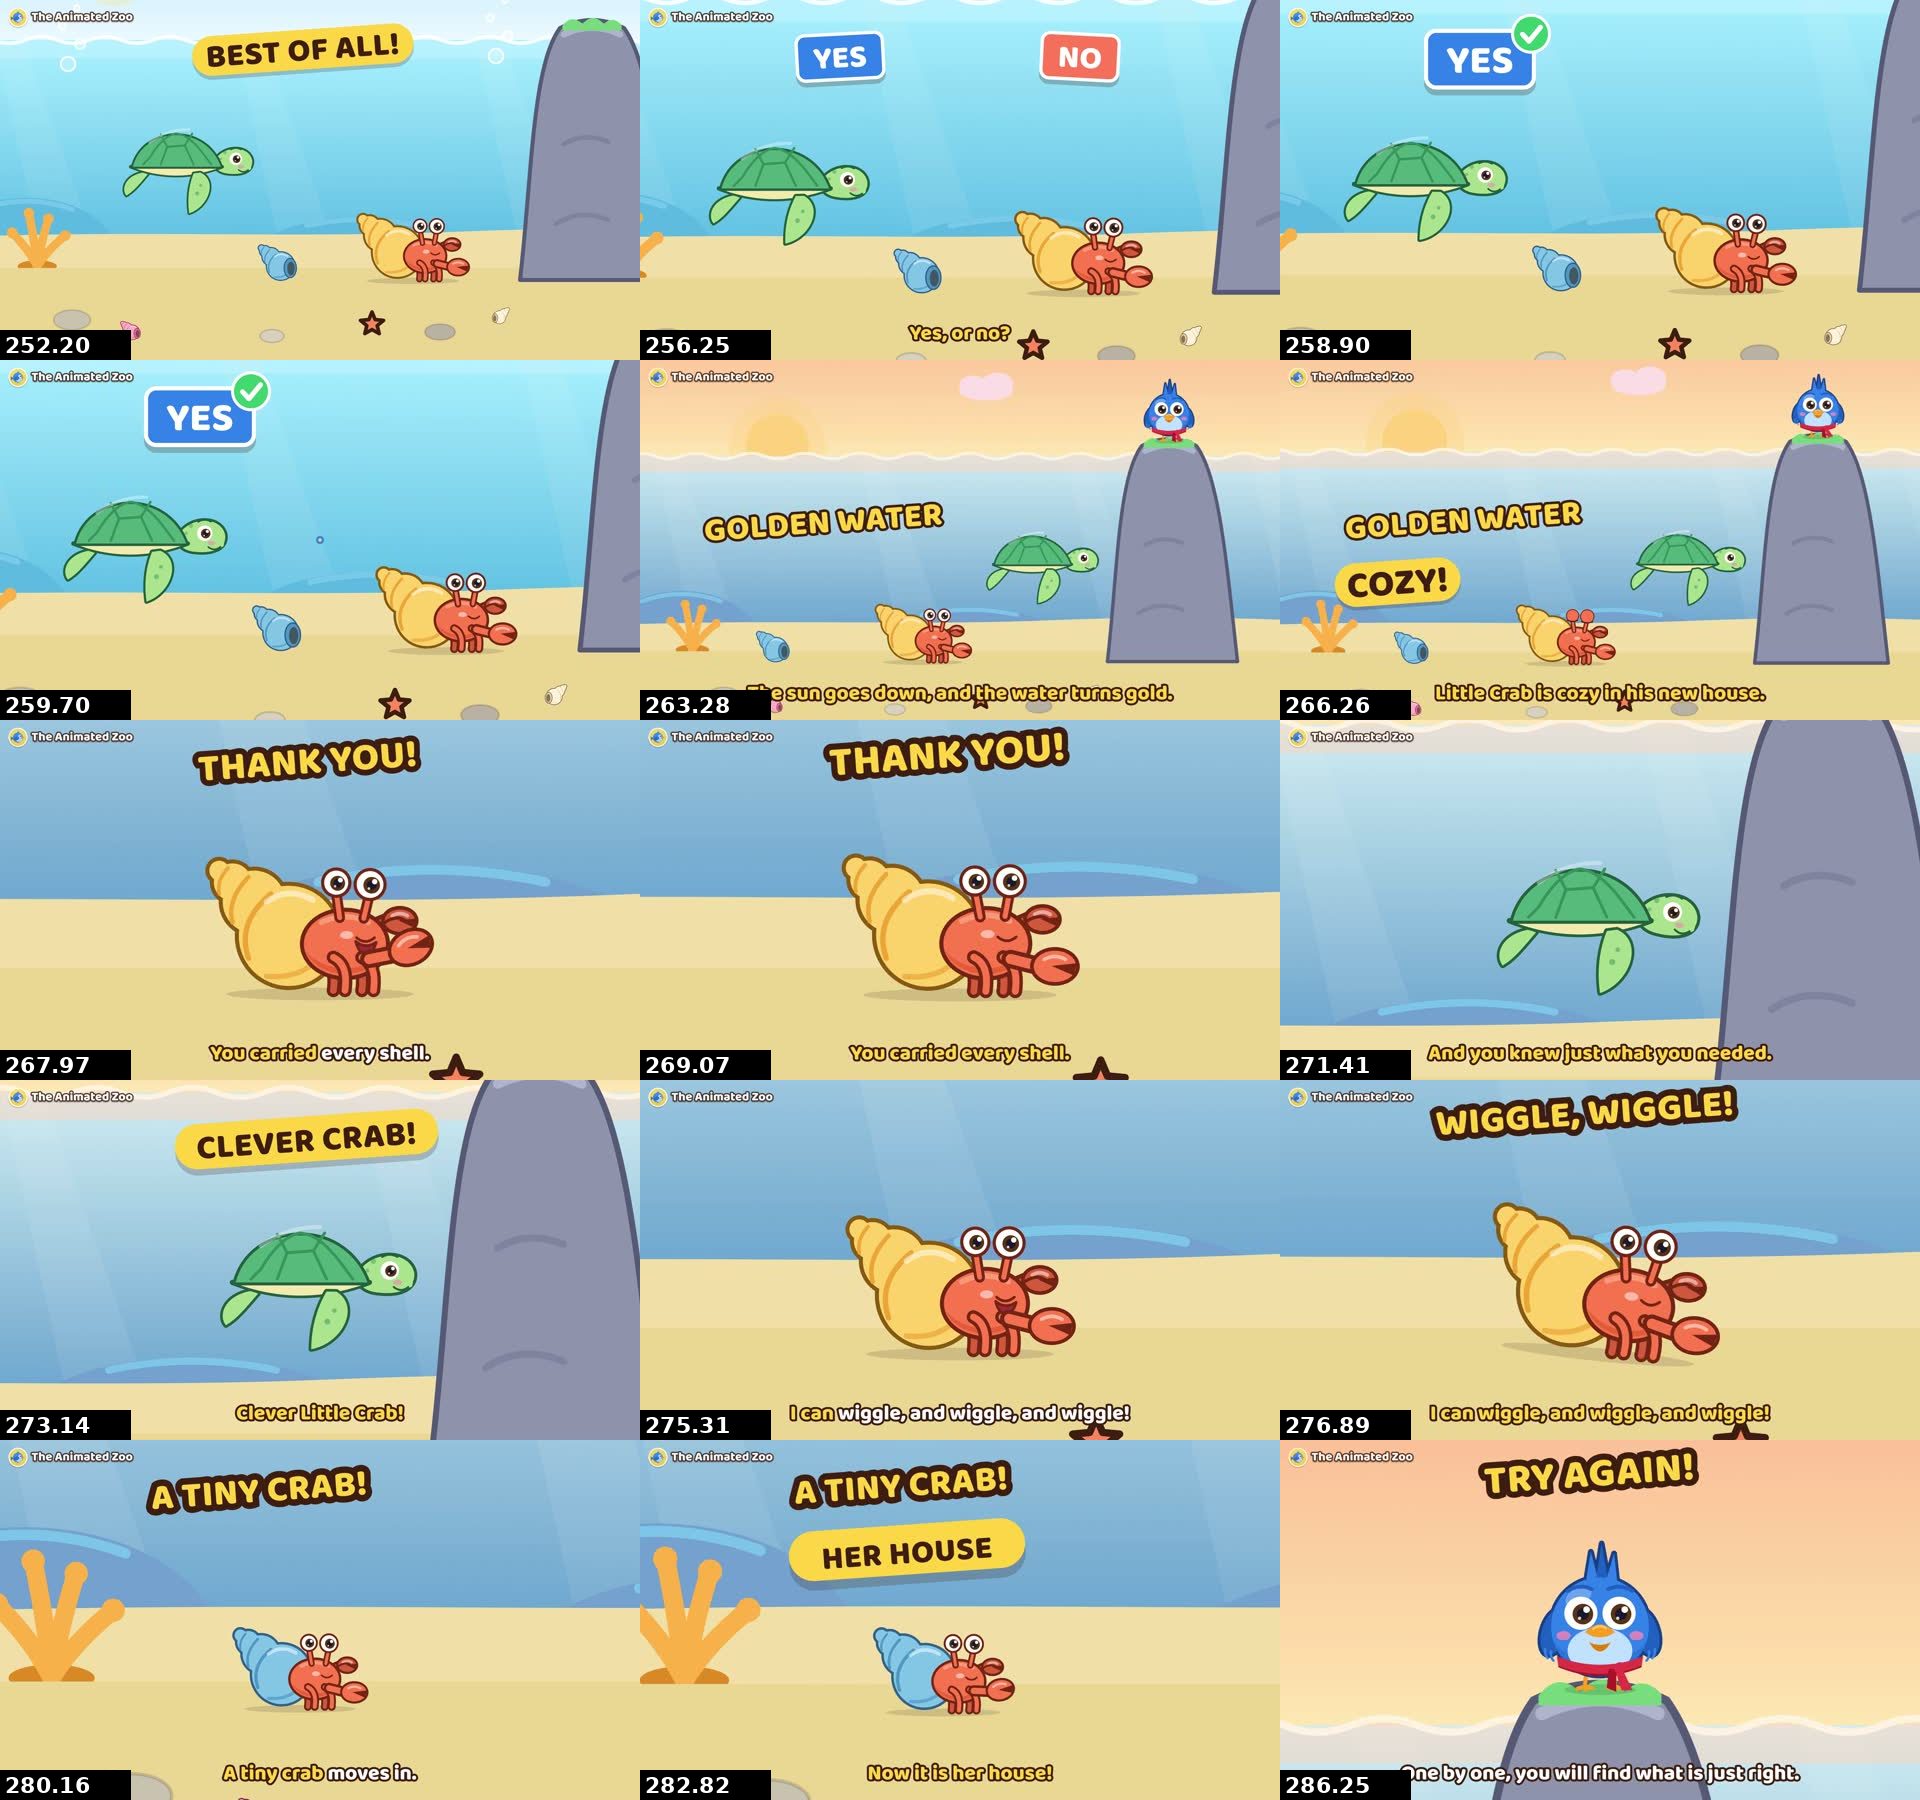 The Animated Zoo
BEST OF ALL!
252.20
The Animated Zoo
YES
NO
Yes, or no?
256.25
The Animated Zoo
YES
258.90
The Animated Zoo
YES
259.70
The Animated Zoo
GOLDEN WATER
The sun goes down, and the water turns gold.
263.28
The Animated Zoo
GOLDEN WATER
COZY!
Little Crab is cozy in his new house.
266.26
The Animated Zoo
THANK YOU!
You carried every shell.
267.97
The Animated Zoo
THANK YOU!
You carried every shell.
269.07
The Animated Zoo
And you knew just what you needed.
271.41
The Animated Zoo
CLEVER CRAB!
Clever Little Crab!
273.14
The Animated Zoo
I can wiggle, and wiggle, and wiggle!
275.31
The Animated Zoo
WIGGLE, WIGGLE!
I can wiggle, and wiggle, and wiggle!
276.89
The Animated Zoo
A TINY CRAB!
A tiny crab moves in.
280.16
The Animated Zoo
A TINY CRAB!
HER HOUSE
Now it is her house!
282.82
The Animated Zoo
TRY AGAIN!
One by one, you will find what is just right.
286.25